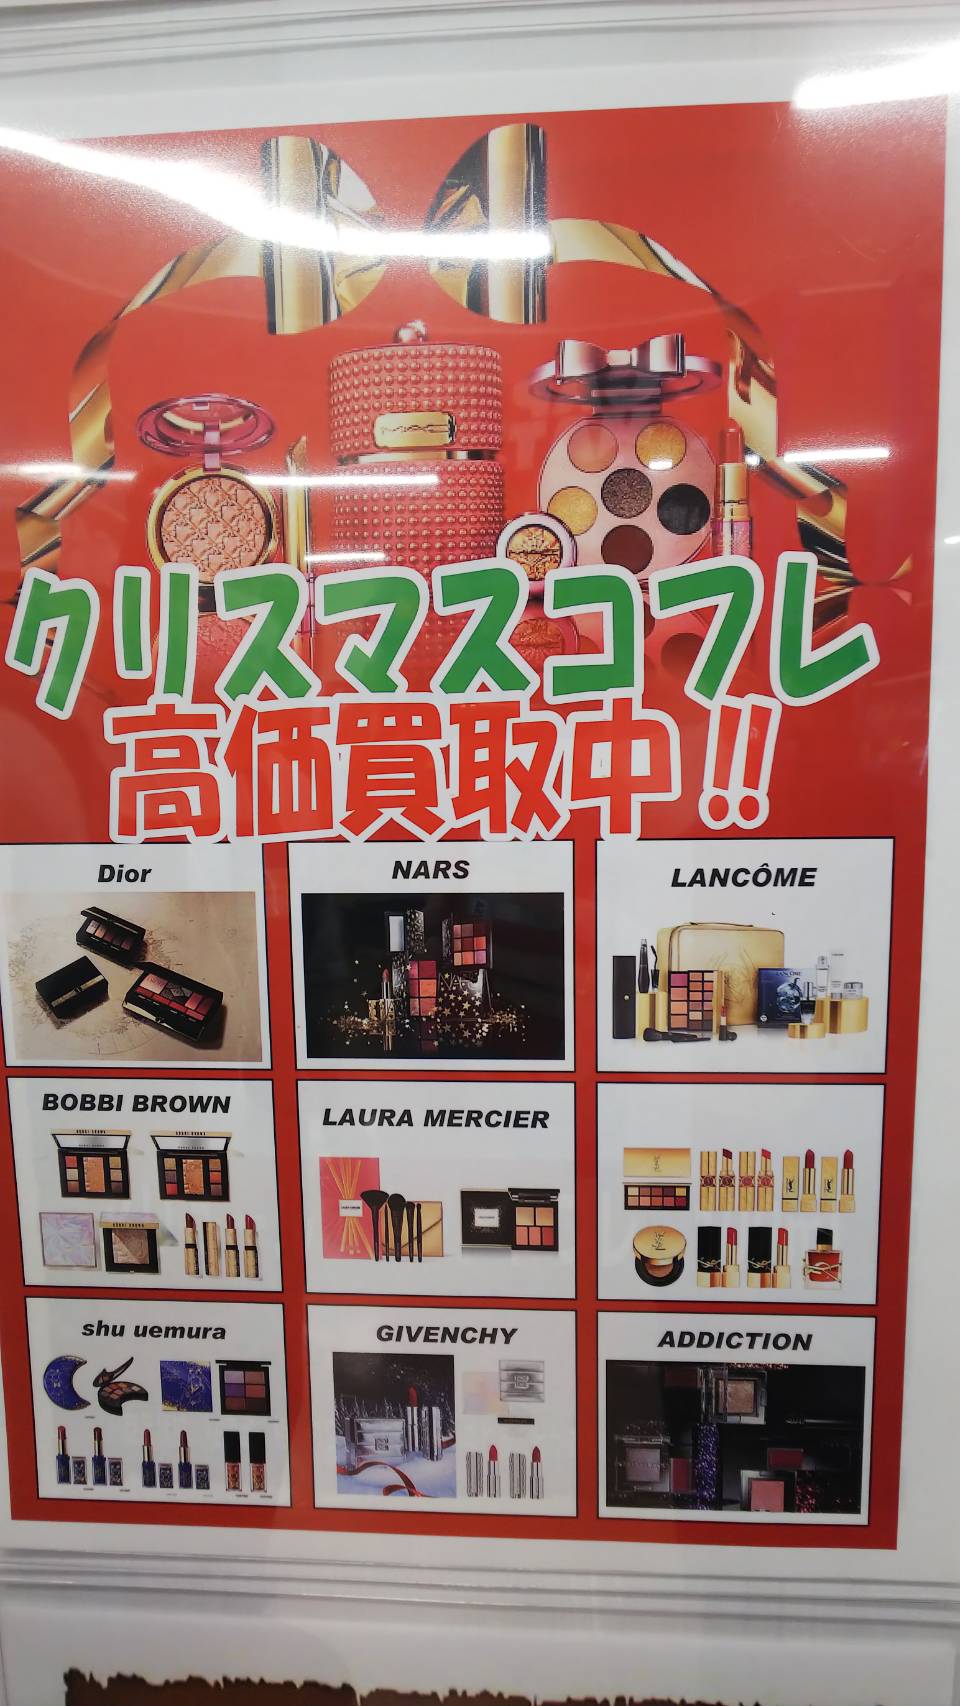 クリスマスコフレ
高価買取中!!
Dior
NARS
LANCÔME
BOBBI BROWN
LAURA MERCIER
shu uemura
GIVENCHY
ADDICTION